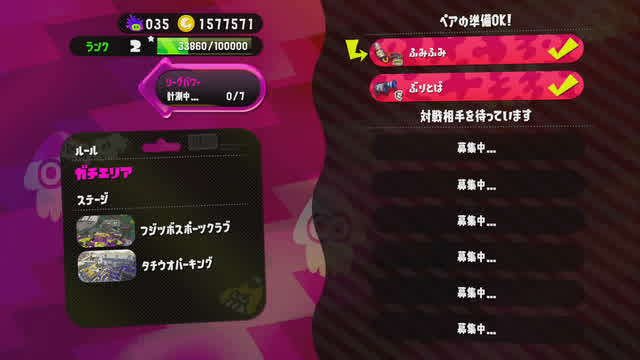 035 1577571
ランク 2 33860/100000
リーグパワー
計測中... 0/7
ルール
ガチエリア
ステージ
フジツボスポーツクラブ
タチウオパーキング
ペアの準備OK!
ふみふみ
ぷりとば
対戦相手を待っています
募集中...
募集中...
募集中...
募集中...
募集中...
募集中...